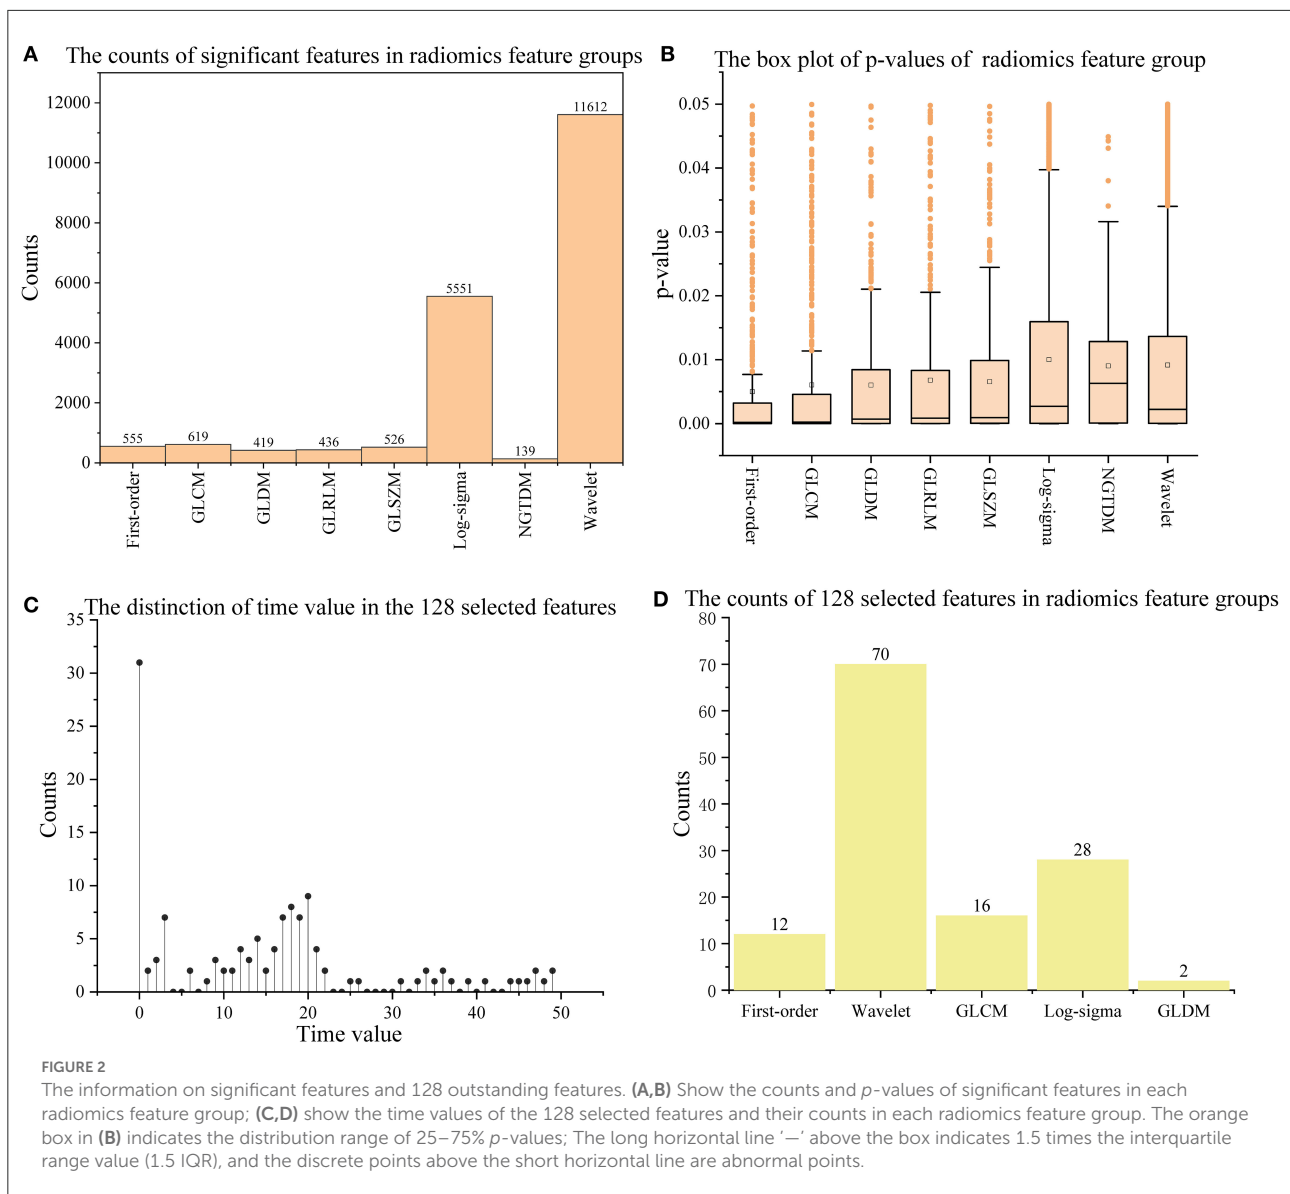 A The counts of significant features in radiomics feature groups
Counts
12000
10000
8000
6000
4000
2000
0
555
619
419
436
526
5551
139
11612
First-order
GLCM
GLDM
GLRLM
GLSZM
Log-sigma
NGTDM
Wavelet
B The box plot of p-values of radiomics feature group
p-value
0.05
0.04
0.03
0.02
0.01
0.00
First-order
GLCM
GLDM
GLRLM
GLSZM
Log-sigma
NGTDM
Wavelet
C The distinction of time value in the 128 selected features
Counts
35
30
25
20
15
10
5
0
0 10 20 30 40 50
Time value
D The counts of 128 selected features in radiomics feature groups
Counts
80
70
60
50
40
30
20
10
0
12
70
16
28
2
First-order Wavelet GLCM Log-sigma GLDM
FIGURE 2
The information on significant features and 128 outstanding features. (A,B) Show the counts and p-values of significant features in each
radiomics feature group; (C,D) show the time values of the 128 selected features and their counts in each radiomics feature group. The orange
box in (B) indicates the distribution range of 25–75% p-values; The long horizontal line ‘—’ above the box indicates 1.5 times the interquartile
range value (1.5 IQR), and the discrete points above the short horizontal line are abnormal points.